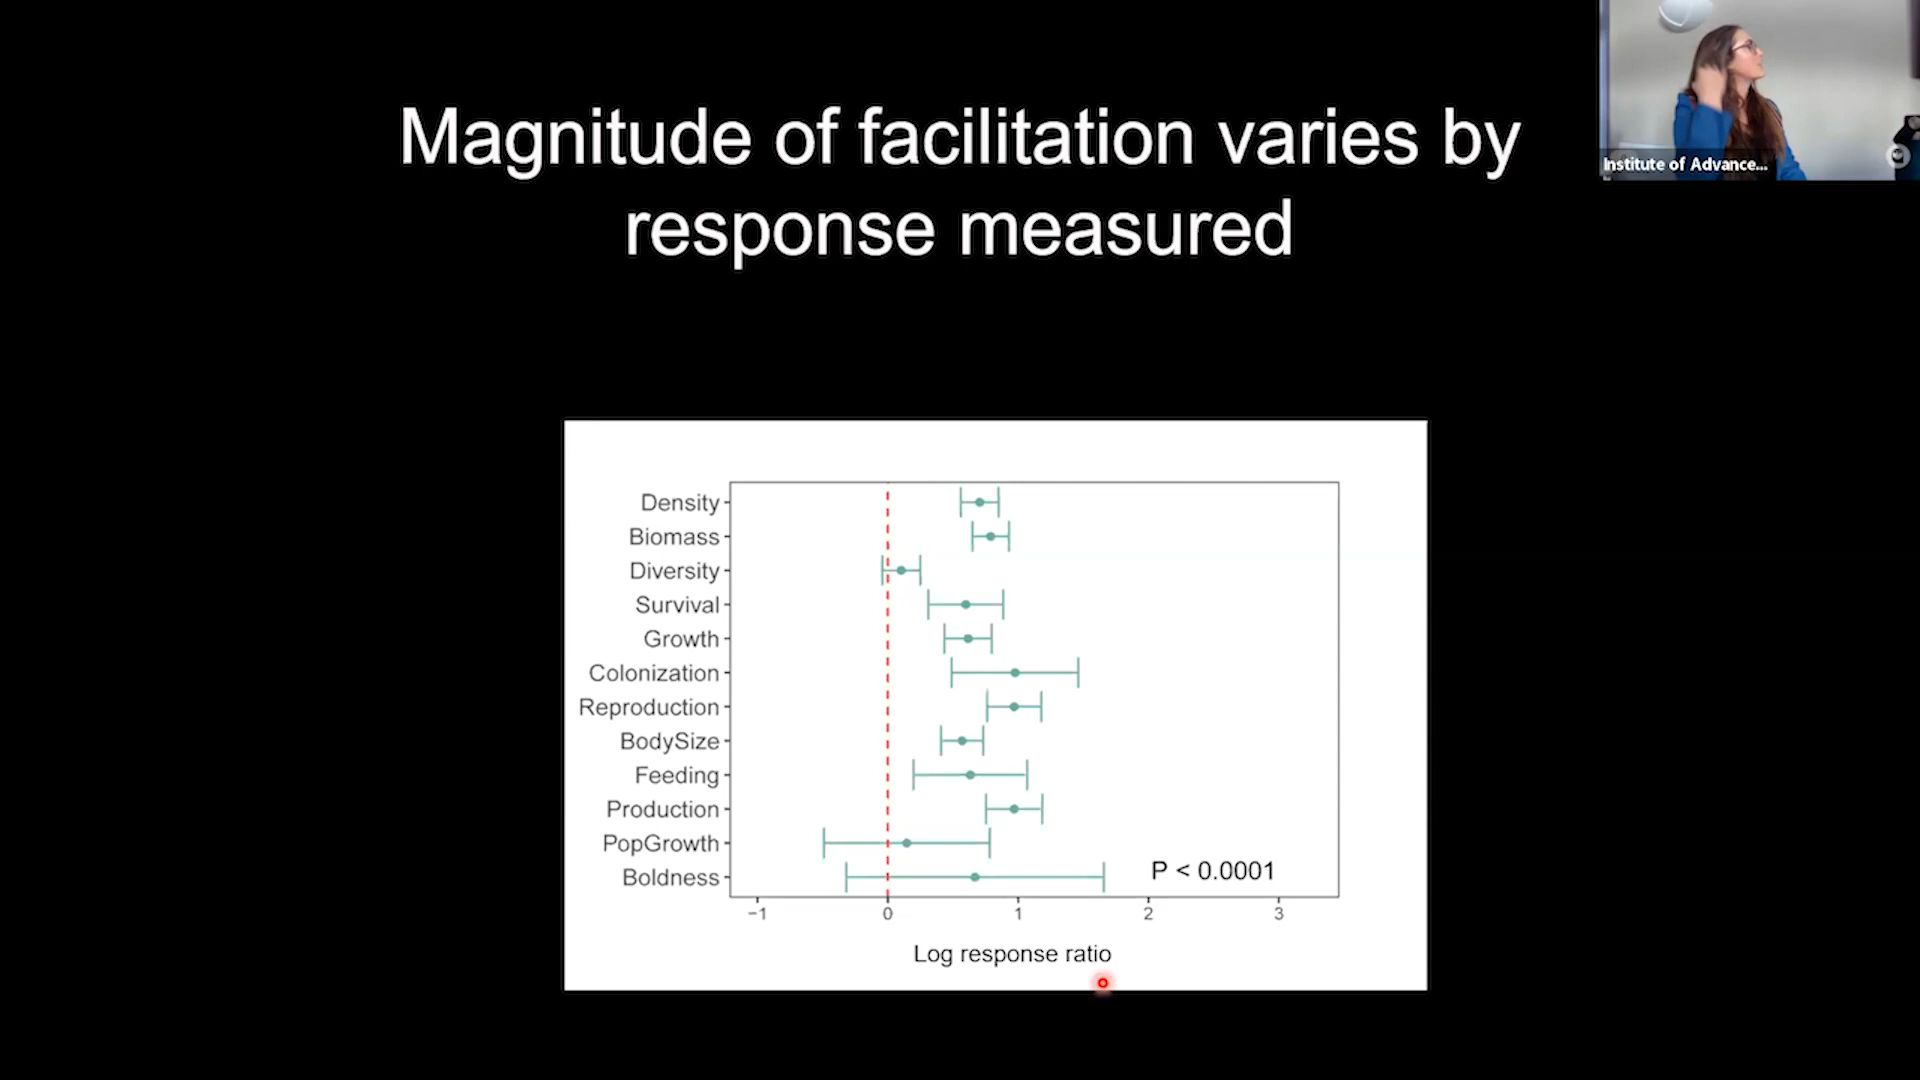 Magnitude of facilitation varies by
response measured
Institute of Advance...
Density
Biomass
Diversity
Survival
Growth
Colonization
Reproduction
BodySize
Feeding
Production
PopGrowth
Boldness
P < 0.0001
−1 0 1 2 3
Log response ratio